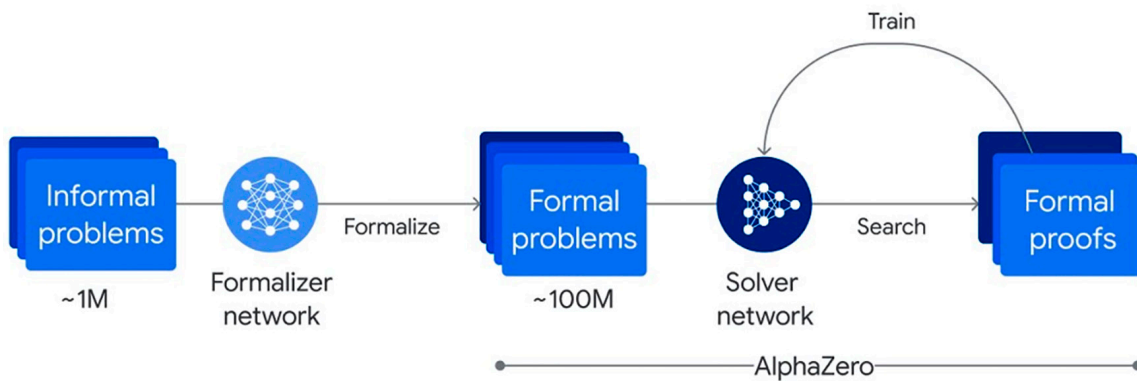 Train
Informal
problems
~1M
Formalizer
network
Formalize
Formal
problems
~100M
Solver
network
Search
Formal
proofs
AlphaZero